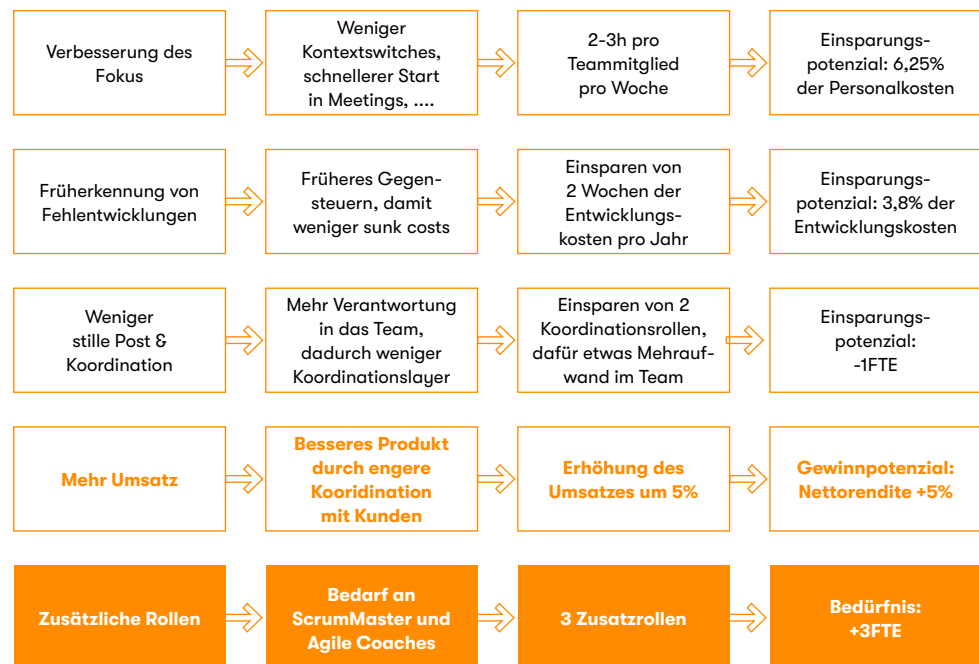 Verbesserung des
Fokus
Weniger
Kontextswitches,
schnellerer Start
in Meetings, ....
2-3h pro
Teammitglied
pro Woche
Einsparungs-
potenzial: 6,25%
der Personalkosten
Früherkennung von
Fehlentwicklungen
Früheres Gegen-
steuern, damit
weniger sunk costs
Einsparen von
2 Wochen der
Entwicklungs-
kosten pro Jahr
Einsparungs-
potenzial: 3,8% der
Entwicklungskosten
Weniger
stille Post &
Koordination
Mehr Verantwortung
in das Team,
dadurch weniger
Koordinationslayer
Einsparen von 2
Koordinationsrollen,
dafür etwas Mehrauf-
wand im Team
Einsparungs-
potenzial:
-1FTE
Mehr Umsatz
Besseres Produkt
durch engere
Kooridination
mit Kunden
Erhöhung des
Umsatzes um 5%
Gewinnpotenzial:
Nettorendite +5%
Zusätzliche Rollen
Bedarf an
ScrumMaster und
Agile Coaches
3 Zusatzrollen
Bedürfnis:
+3FTE